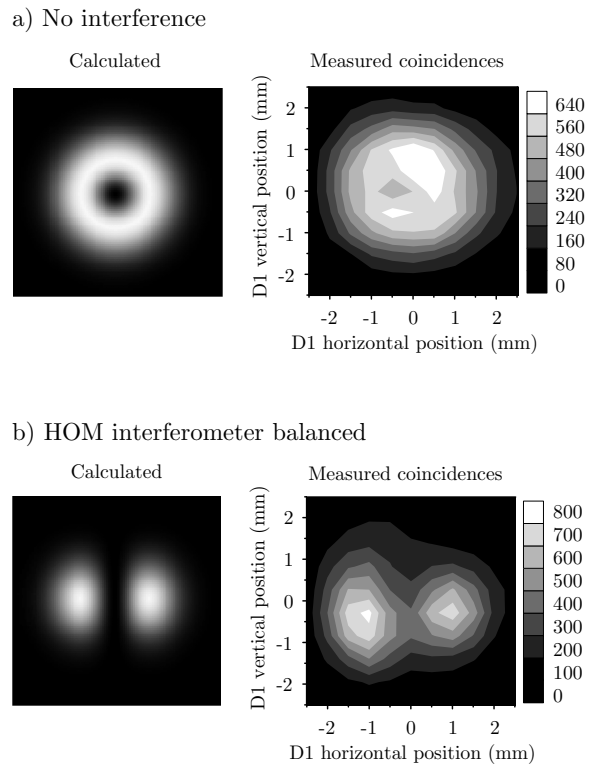 a) No interference
Calculated
Measured coincidences
D1 vertical position (mm)
2
1
0
-1
-2
-2 -1 0 1 2
D1 horizontal position (mm)
640
560
480
400
320
240
160
80
0
b) HOM interferometer balanced
Calculated
Measured coincidences
D1 vertical position (mm)
2
1
0
-1
-2
-2 -1 0 1 2
D1 horizontal position (mm)
800
700
600
500
400
300
200
100
0